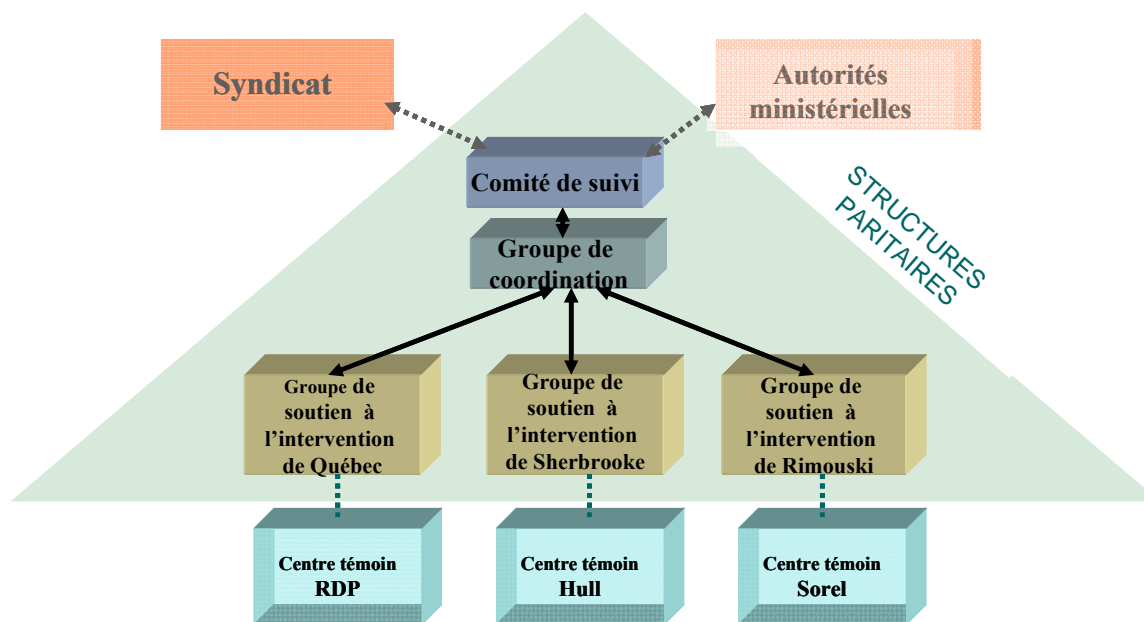 Syndicat
Autorités
ministérielles
Comité de suivi
Groupe de
coordination
STRUCTURES
PARITAIRES
Groupe de
soutien à
l’intervention
de Québec
Groupe de
soutien à
l’intervention
de Sherbrooke
Groupe de
soutien à
l’intervention
de Rimouski
Centre témoin
RDP
Centre témoin
Hull
Centre témoin
Sorel